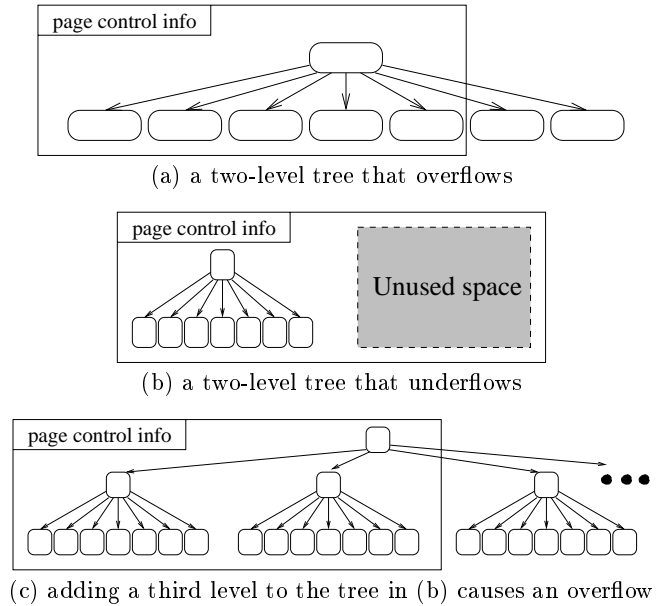 page control info
(a) a two-level tree that overflows
page control info
Unused space
(b) a two-level tree that underflows
page control info
(c) adding a third level to the tree in (b) causes an overflow